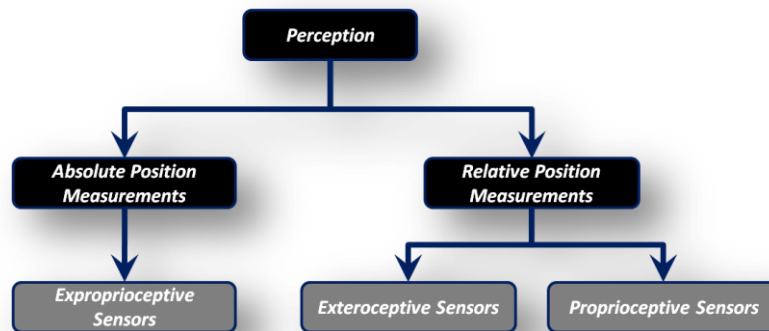 Perception
Absolute Position
Measurements
Relative Position
Measurements
Exproprioceptive
Sensors
Exteroceptive Sensors
Proprioceptive Sensors